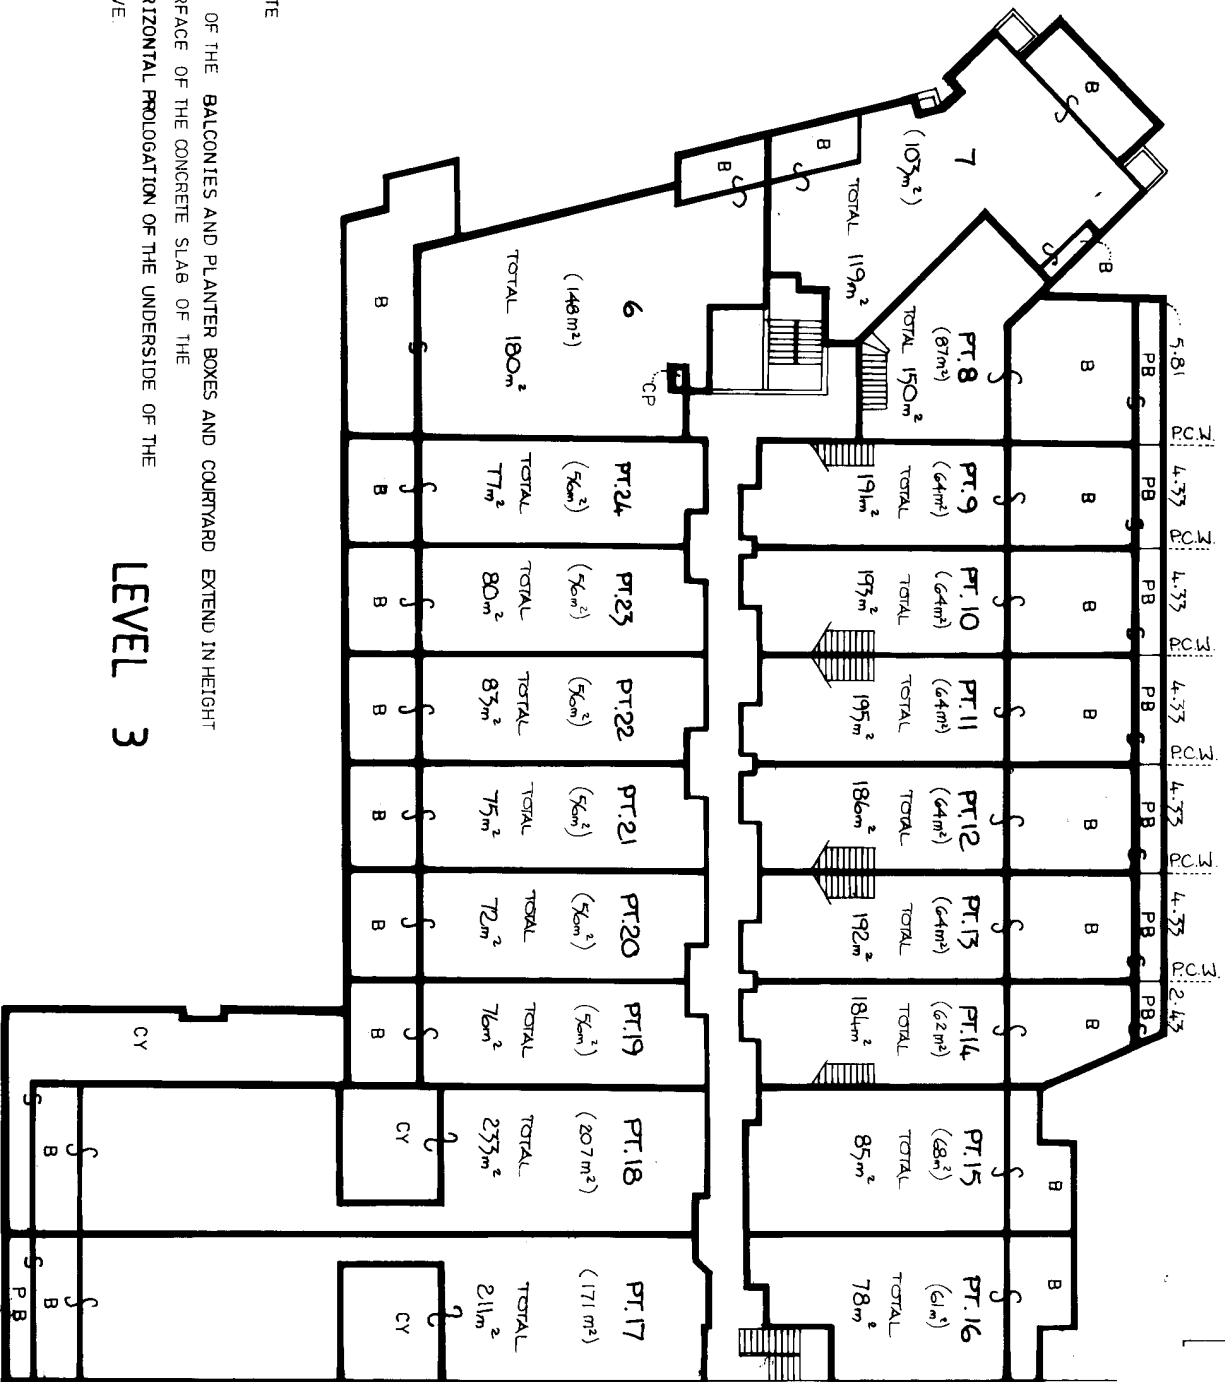 TE
OF THE BALCONIES AND PLANTER BOXES AND COURTYARD EXTEND IN HEIGHT
RFACE OF THE CONCRETE SLAB OF THE
RIZONTAL PROLOGATION OF THE UNDERSIDE OF THE
VE.
LEVEL 3
7
(103m²)
TOTAL 119m²
B
B
B
B
6
(148m²)
TOTAL 180m²
B
CP
PT.8
(87m²)
TOTAL 150m²
B
PB
5.81
P.C.W.
PT.9
(64m²)
TOTAL
191m²
B
PB
4.33
P.C.W.
PT.10
(64m²)
TOTAL
193m²
B
PB
4.33
P.C.W.
PT.11
(64m²)
TOTAL
195m²
B
PB
4.33
P.C.W.
PT.12
(64m²)
TOTAL
186m²
B
PB
4.33
P.C.W.
PT.13
(64m²)
TOTAL
192m²
B
PB
4.33
P.C.W.
PT.14
(62m²)
TOTAL
184m²
B
PB
2.43
PT.15
(68m²)
TOTAL
85m²
B
PT.16
(61m²)
TOTAL
78m²
B
PT.24
(56m²)
TOTAL
77m²
B
PT.23
(56m²)
TOTAL
80m²
B
PT.22
(56m²)
TOTAL
83m²
B
PT.21
(56m²)
TOTAL
75m²
B
PT.20
(56m²)
TOTAL
72m²
B
PT.19
(56m²)
TOTAL
76m²
B
PT.18
(207m²)
TOTAL
233m²
CY
B
CY
PT.17
(171m²)
TOTAL
211m²
CY
B
P.B